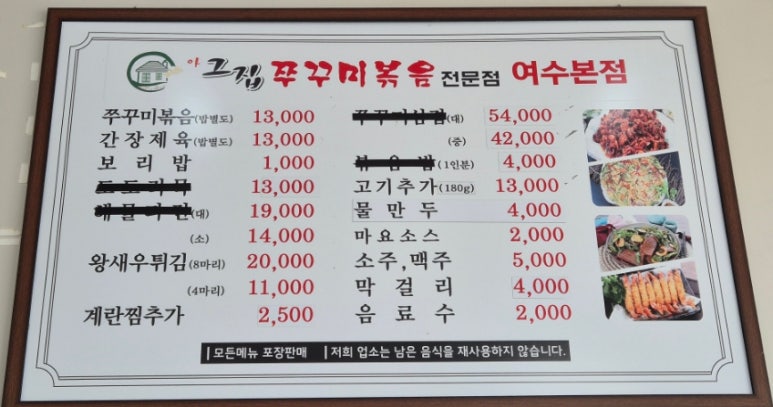 아 그집 쭈꾸미볶음 전문점 여수본점
쭈꾸미볶음(밥별도) 13,000
간장제육(밥별도) 13,000
보리밥 1,000
13,000
(대) 19,000
(소) 14,000
왕새우튀김(8마리) 20,000
(4마리) 11,000
계란찜추가 2,500
(대) 54,000
(중) 42,000
(1인분) 4,000
고기추가(180g) 13,000
물만두 4,000
마요소스 2,000
소주,맥주 5,000
막걸리 4,000
음료수 2,000
모든메뉴 포장판매 저희 업소는 남은 음식을 재사용하지 않습니다.